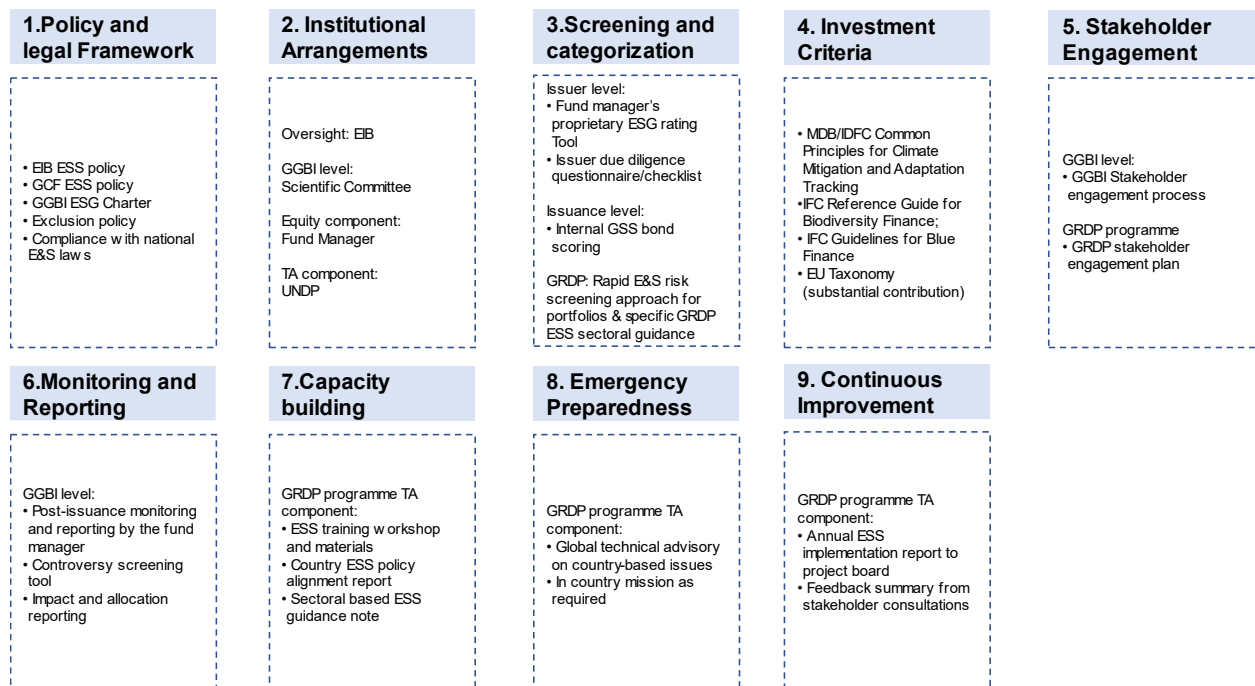 1.Policy and
legal Framework
• EIB ESS policy
• GCF ESS policy
• GGBI ESG Charter
• Exclusion policy
• Compliance with national
E&S laws
2. Institutional
Arrangements
Oversight: EIB
GGBI level:
Scientific Committee
Equity component:
Fund Manager
TA component:
UNDP
3.Screening and
categorization
Issuer level:
• Fund manager's
proprietary ESG rating
Tool
• Issuer due diligence
questionnaire/checklist
Issuance level:
• Internal GSS bond
scoring
GRDP: Rapid E&S risk
screening approach for
portfolios & specific GRDP
ESS sectoral guidance
4. Investment
Criteria
• MDB/IDFC Common
Principles for Climate
Mitigation and Adaptation
Tracking
•IFC Reference Guide for
Biodiversity Finance;
• IFC Guidelines for Blue
Finance
• EU Taxonomy
(substantial contribution)
5. Stakeholder
Engagement
GGBI level:
• GGBI Stakeholder
engagement process
GRDP programme
• GRDP stakeholder
engagement plan
6.Monitoring and
Reporting
GGBI level:
• Post-issuance monitoring
and reporting by the fund
manager
• Controversy screening
tool
• Impact and allocation
reporting
7.Capacity
building
GRDP programme TA
component:
• ESS training workshop
and materials
• Country ESS policy
alignment report
• Sectoral based ESS
guidance note
8. Emergency
Preparedness
GRDP programme TA
component:
• Global technical advisory
on country-based issues
• In country mission as
required
9. Continuous
Improvement
GRDP programme TA
component:
• Annual ESS
implementation report to
project board
• Feedback summary from
stakeholder consultations